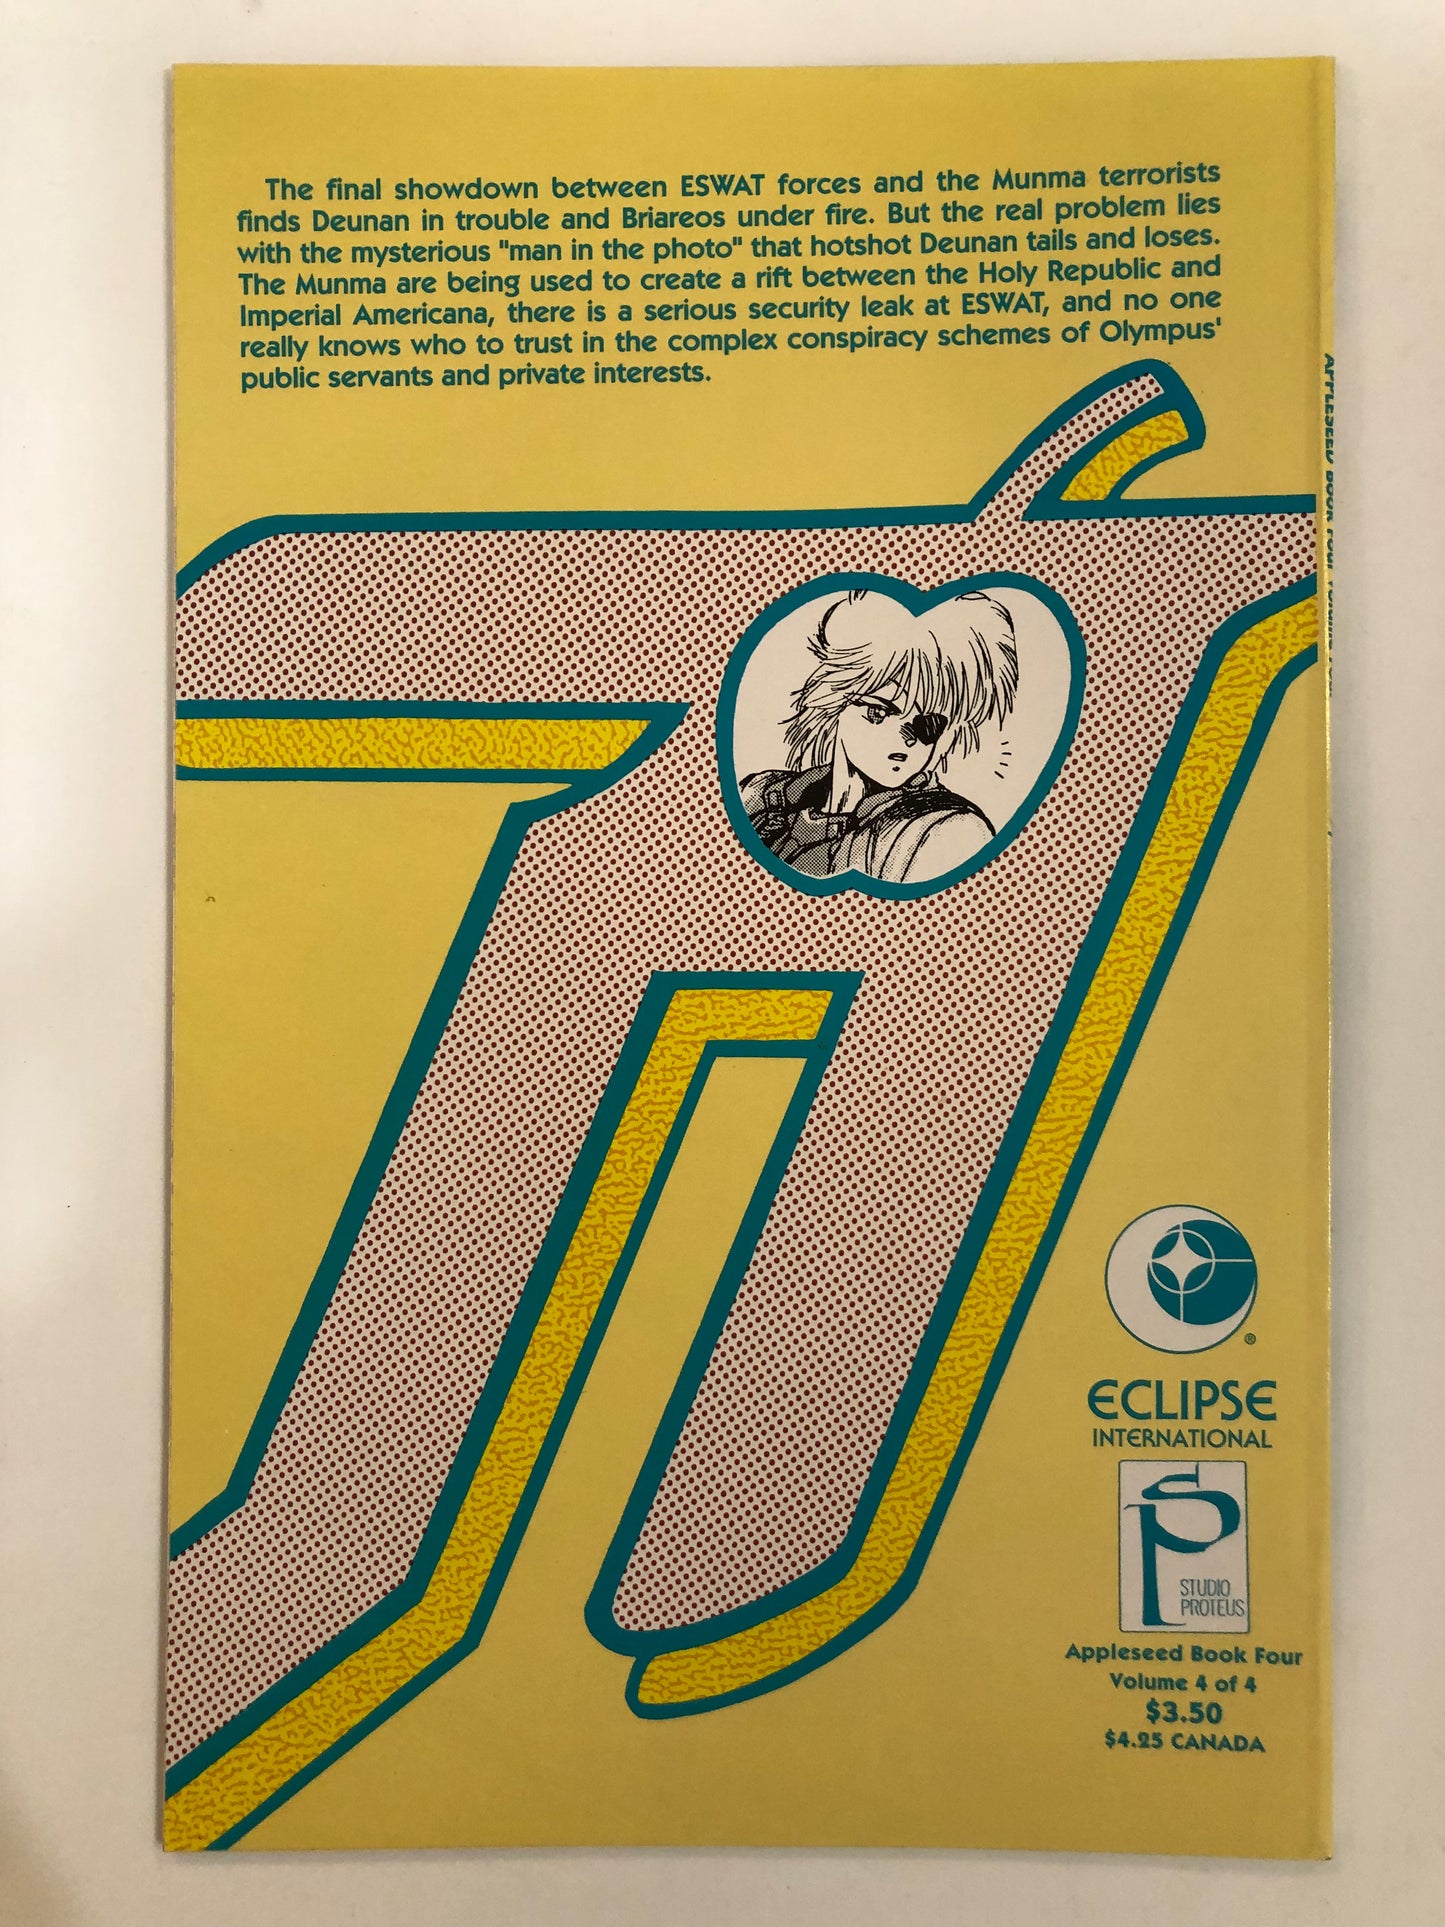 The final showdown between ESWAT forces and the Munma terrorists
finds Deunan in trouble and Briareos under fire. But the real problem lies
with the mysterious "man in the photo" that hotshot Deunan tails and loses.
The Munma are being used to create a rift between the Holy Republic and
Imperial Americana, there is a serious security leak at ESWAT, and no one
really knows who to trust in the complex conspiracy schemes of Olympus'
public servants and private interests.
APPLESEED BOOK FOUR
®
ECLIPSE
INTERNATIONAL
SP
STUDIO
PROTEUS
Appleseed Book Four
Volume 4 of 4
$3.50
$4.25 CANADA